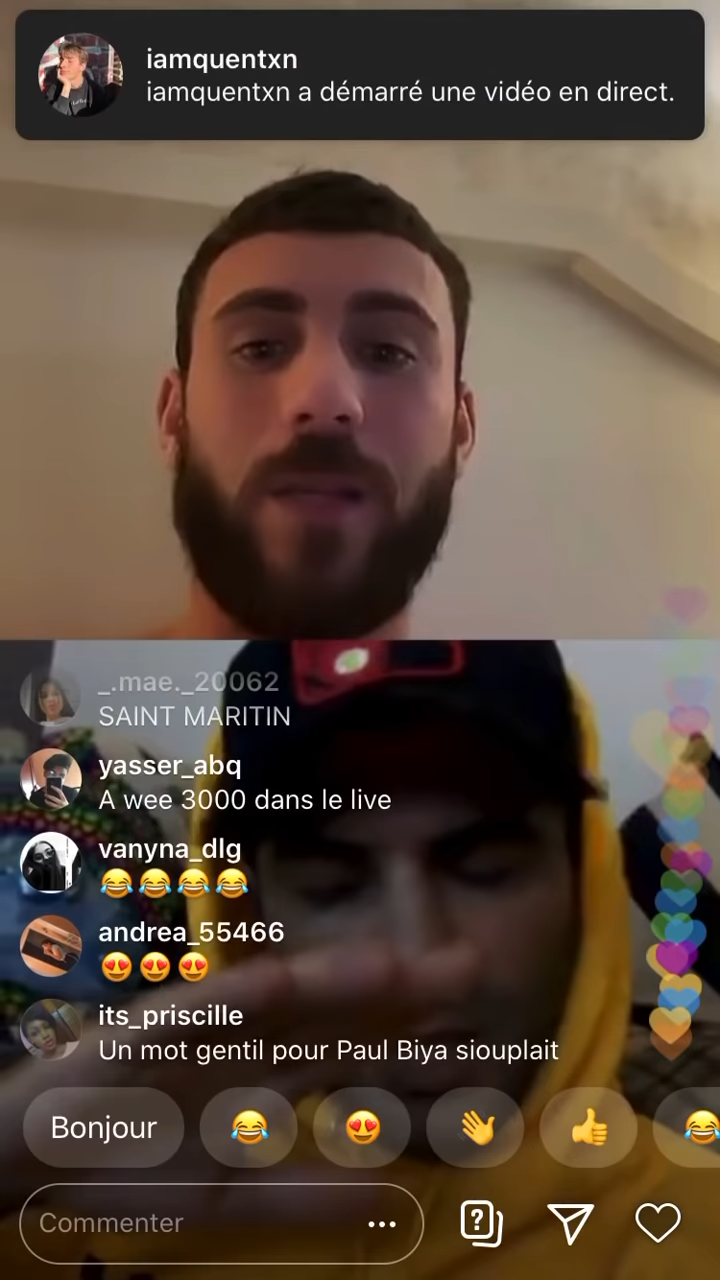 iamquentxn
iamquentxn a démarré une vidéo en direct.
_.mae._20062
SAINT MARITIN
yasser_abq
A wee 3000 dans le live
vanyna_dlg
😂😂😂😂
andrea_55466
😍😍😍
its_priscille
Un mot gentil pour Paul Biya siouplait
Bonjour 😂 😍 👋 👍 😂
Commenter ...